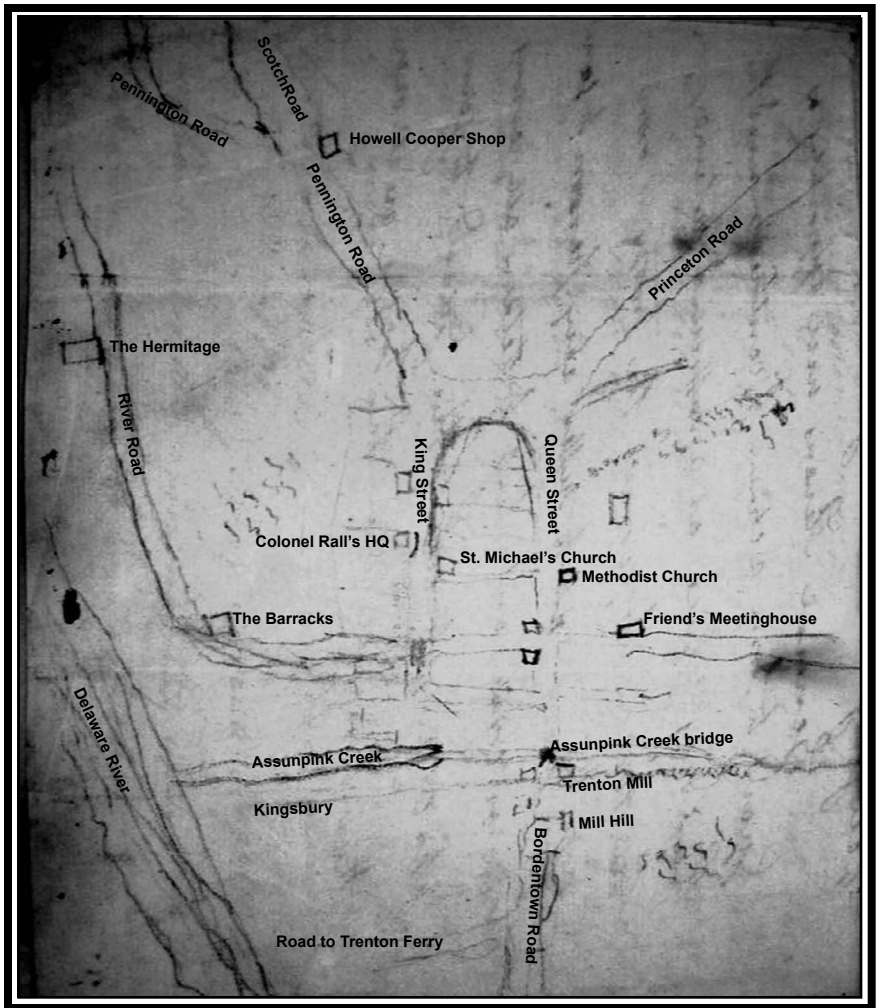 ScotchRoad
Pennington Road
Howell Cooper Shop
Pennington Road
Princeton Road
The Hermitage
River Road
King Street
Queen Street
Colonel Rall's HQ
St. Michael's Church
Methodist Church
The Barracks
Friend's Meetinghouse
Delaware River
Assunpink Creek bridge
Assunpink Creek
Trenton Mill
Kingsbury
Mill Hill
Bordentown Road
Road to Trenton Ferry